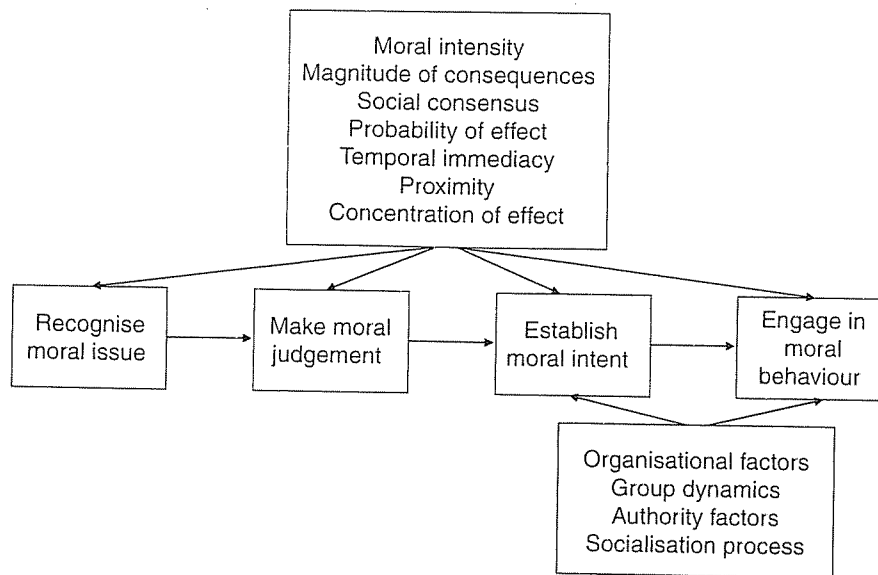 Moral intensity
Magnitude of consequences
Social consensus
Probability of effect
Temporal immediacy
Proximity
Concentration of effect
Recognise
moral issue
Make moral
judgement
Establish
moral intent
Engage in
moral
behaviour
Organisational factors
Group dynamics
Authority factors
Socialisation process